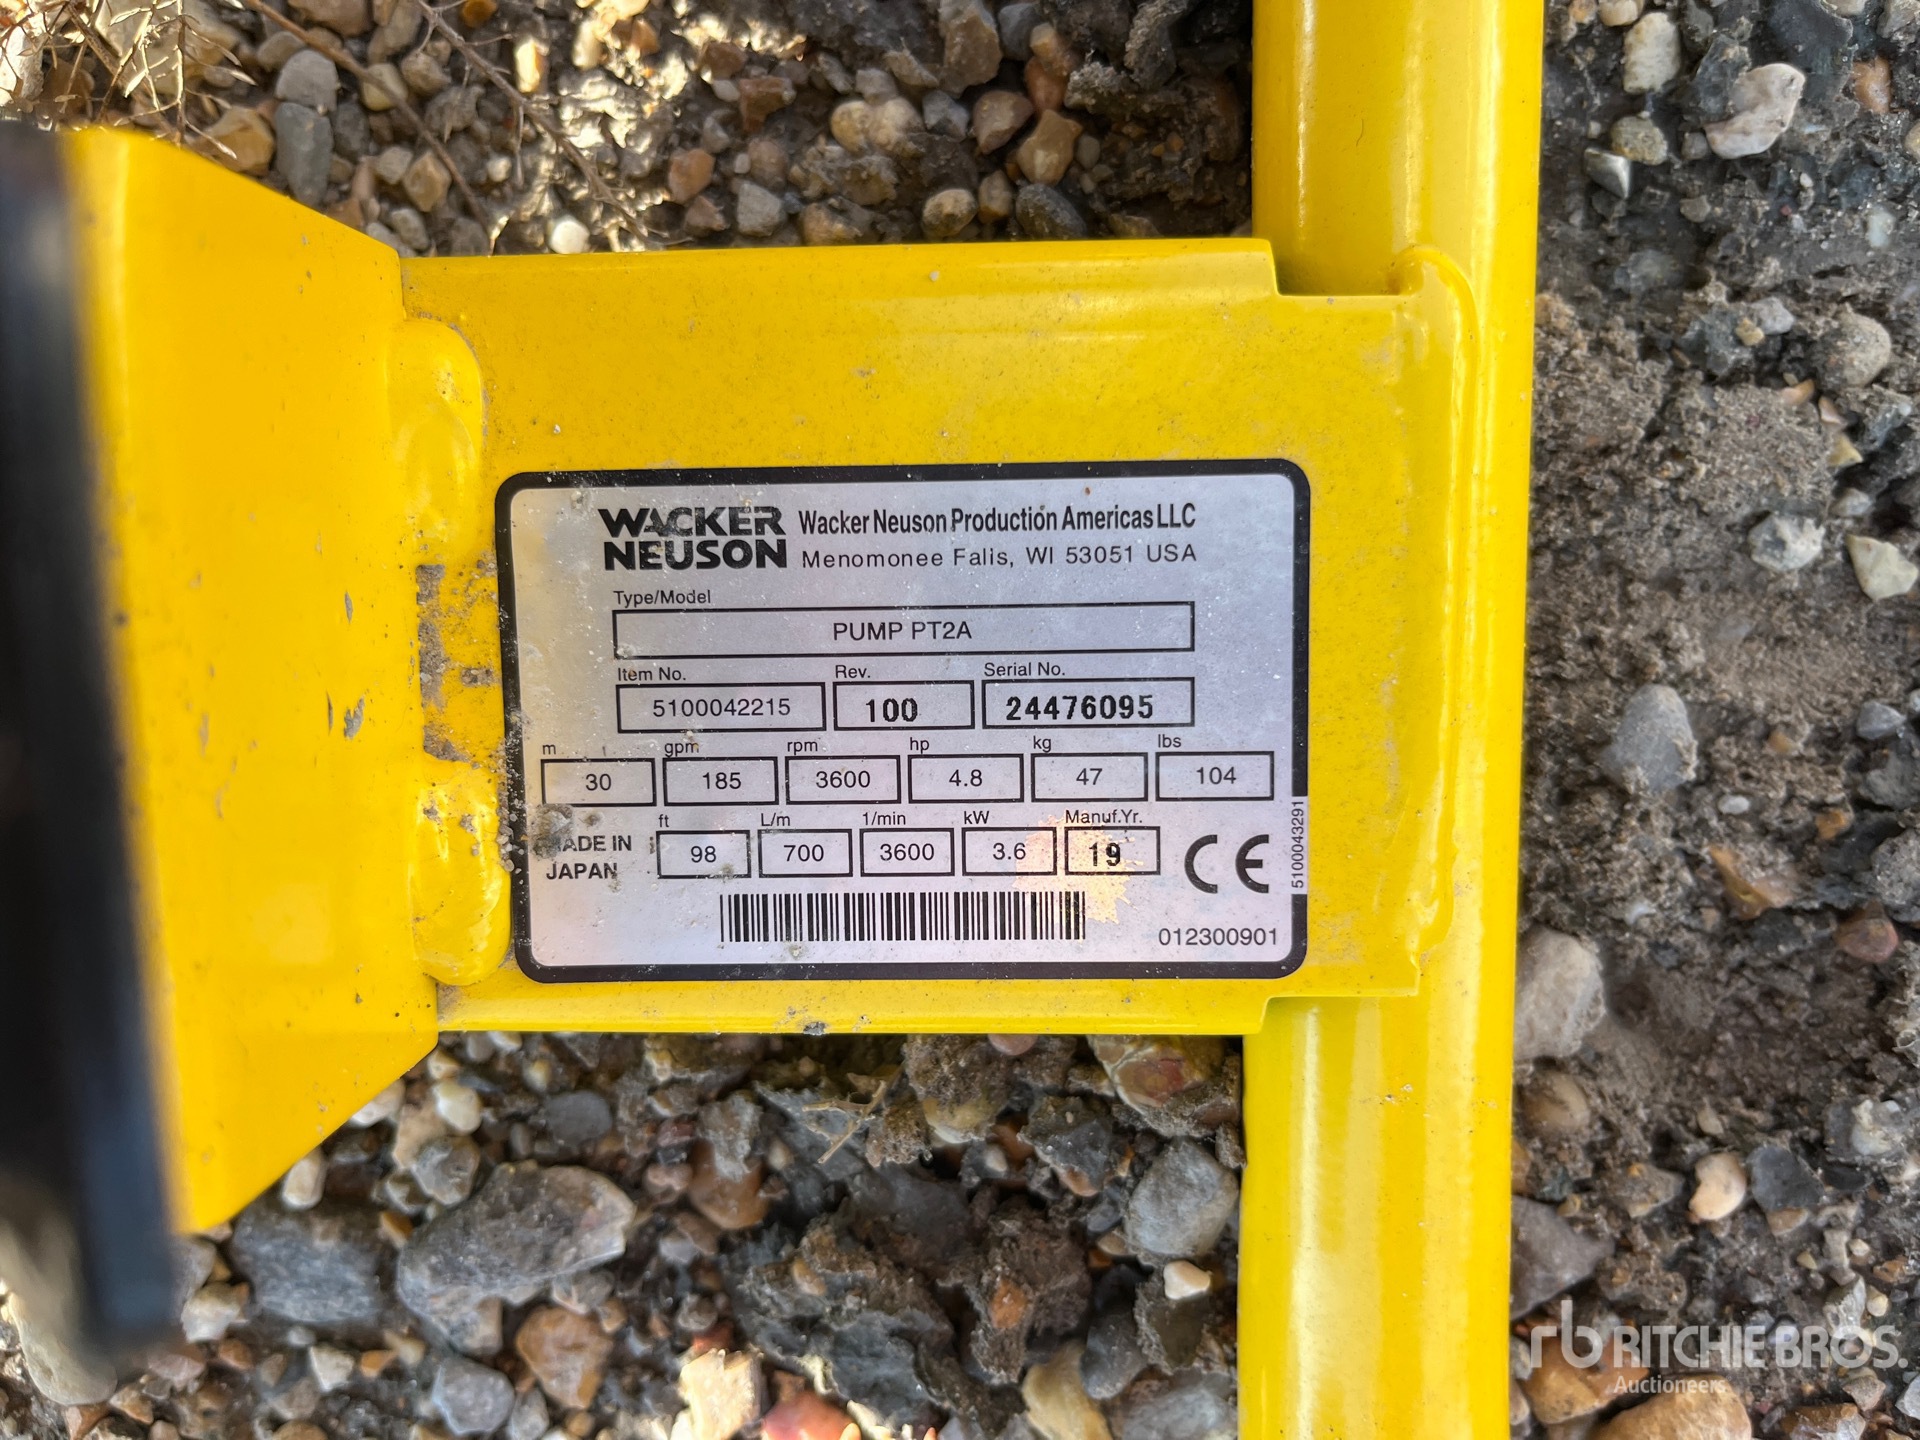 WACKER NEUSON
Wacker Neuson Production Americas LLC
Menomonee Falls, WI 53051 USA
Type/Model
PUMP PT2A
Item No. Rev. Serial No.
5100042215 100 24476095
m gpm rpm hp kg lbs
30 185 3600 4.8 47 104
ft L/m 1/min kW Manuf.Yr.
MADE IN JAPAN
98 700 3600 3.6 19
CE
5100043291
012300901
rb RITCHIE BROS.
Auctioneers